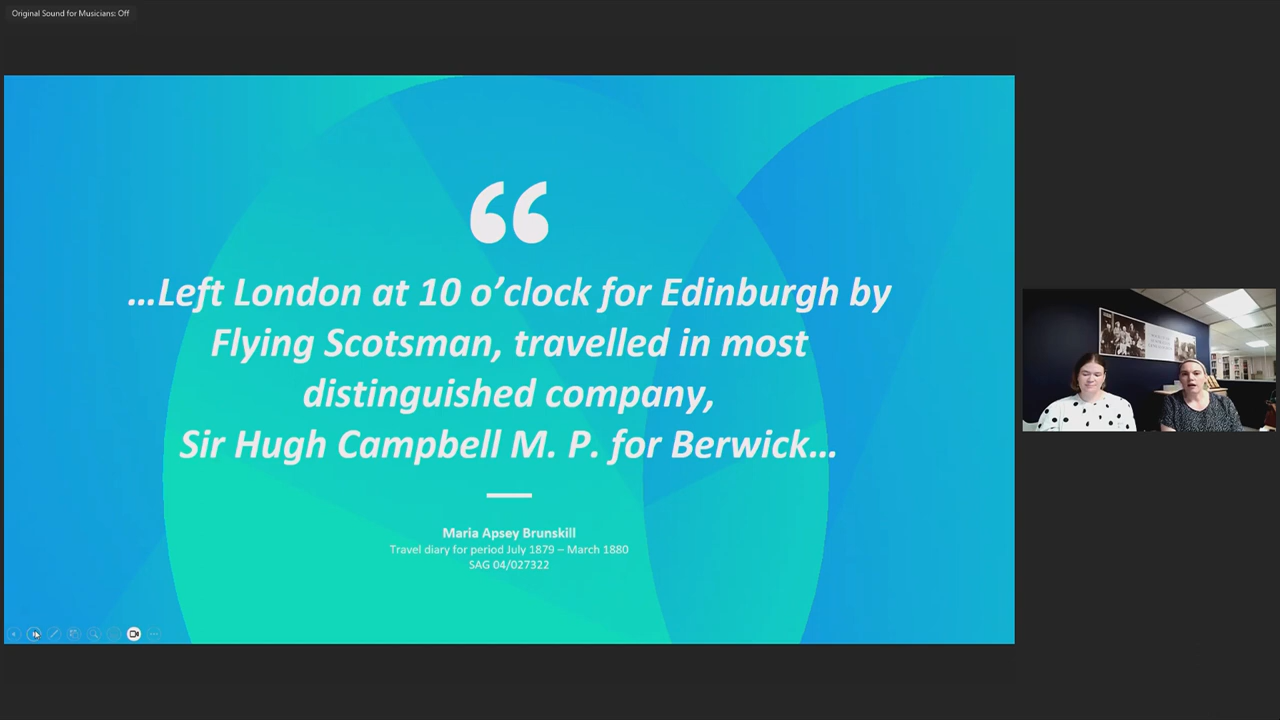 Original Sound for Musicians: Off
“
…Left London at 10 o’clock for Edinburgh by
Flying Scotsman, travelled in most
distinguished company,
Sir Hugh Campbell M. P. for Berwick…
Maria Apsey Brunskill
Travel diary for period July 1879 – March 1880
SAG 04/027322